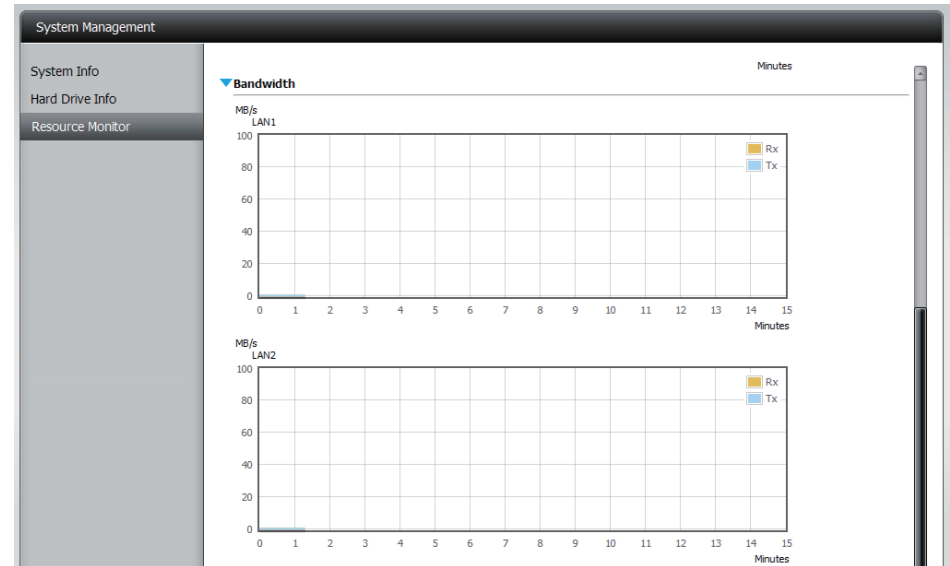 System Management
System Info
Hard Drive Info
Resource Monitor
Minutes
Bandwidth
MB/s
LAN1
100
80
60
40
20
0
Rx
Tx
0 1 2 3 4 5 6 7 8 9 10 11 12 13 14 15
Minutes
MB/s
LAN2
100
80
60
40
20
0
Rx
Tx
0 1 2 3 4 5 6 7 8 9 10 11 12 13 14 15
Minutes